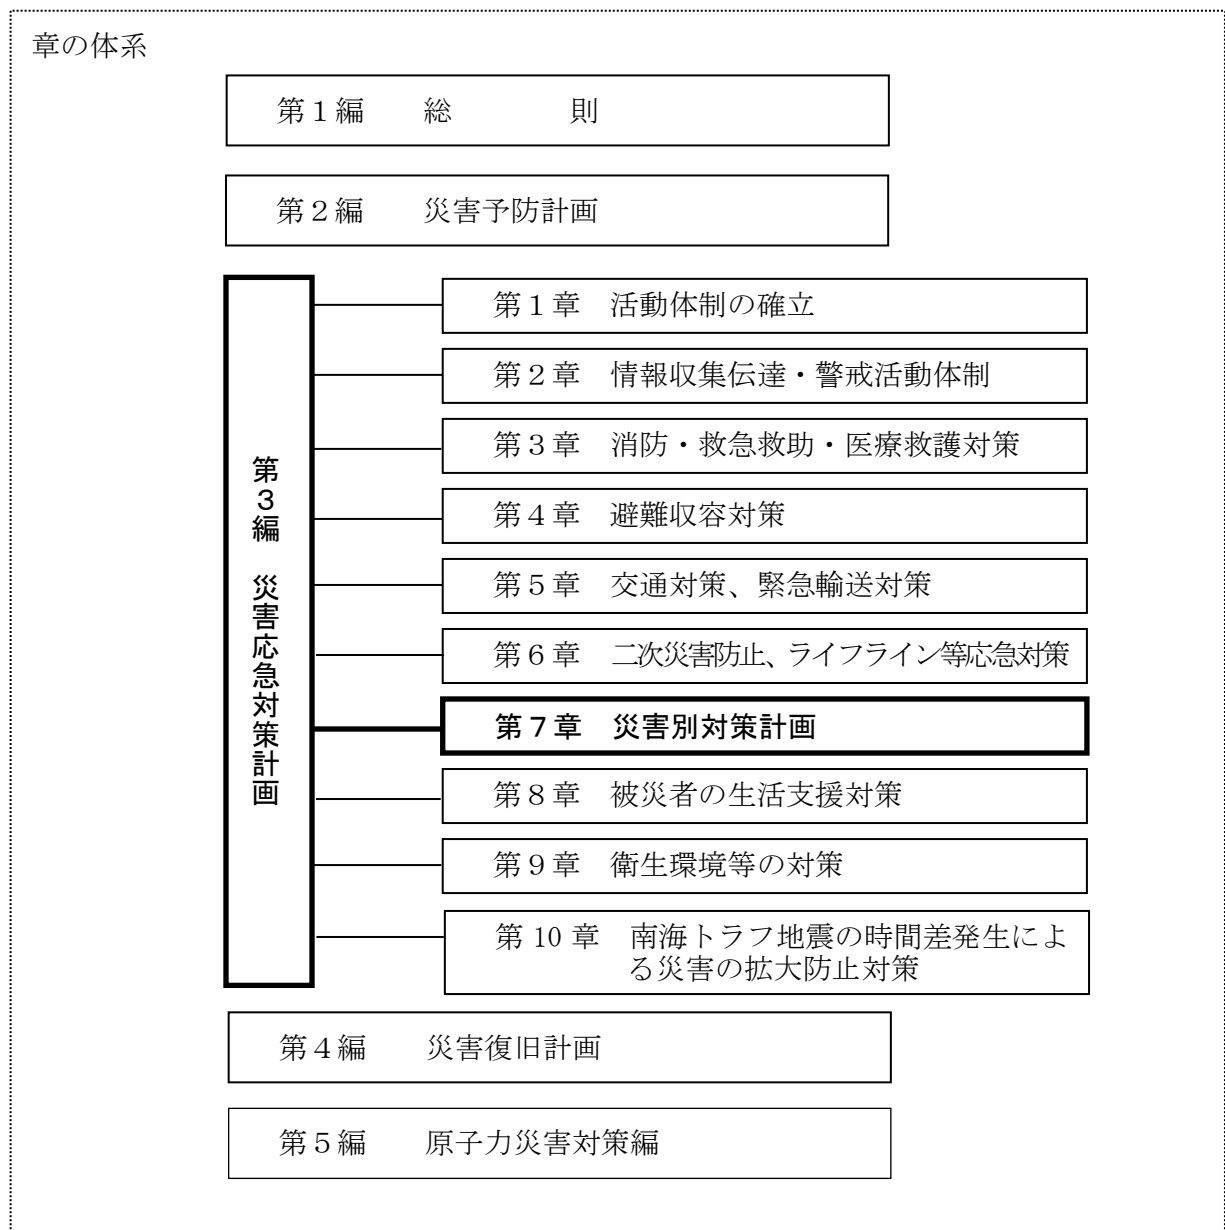 章の体系
第１編　　総　　　　則
第２編　　災害予防計画
第３編　災害応急対策計画
第１章　活動体制の確立
第２章　情報収集伝達・警戒活動体制
第３章　消防・救急救助・医療救護対策
第４章　避難収容対策
第５章　交通対策、緊急輸送対策
第６章　二次災害防止、ライフライン等応急対策
第７章　災害別対策計画
第８章　被災者の生活支援対策
第９章　衛生環境等の対策
第 10 章　南海トラフ地震の時間差発生によ
る災害の拡大防止対策
第４編　　災害復旧計画
第５編　　原子力災害対策編